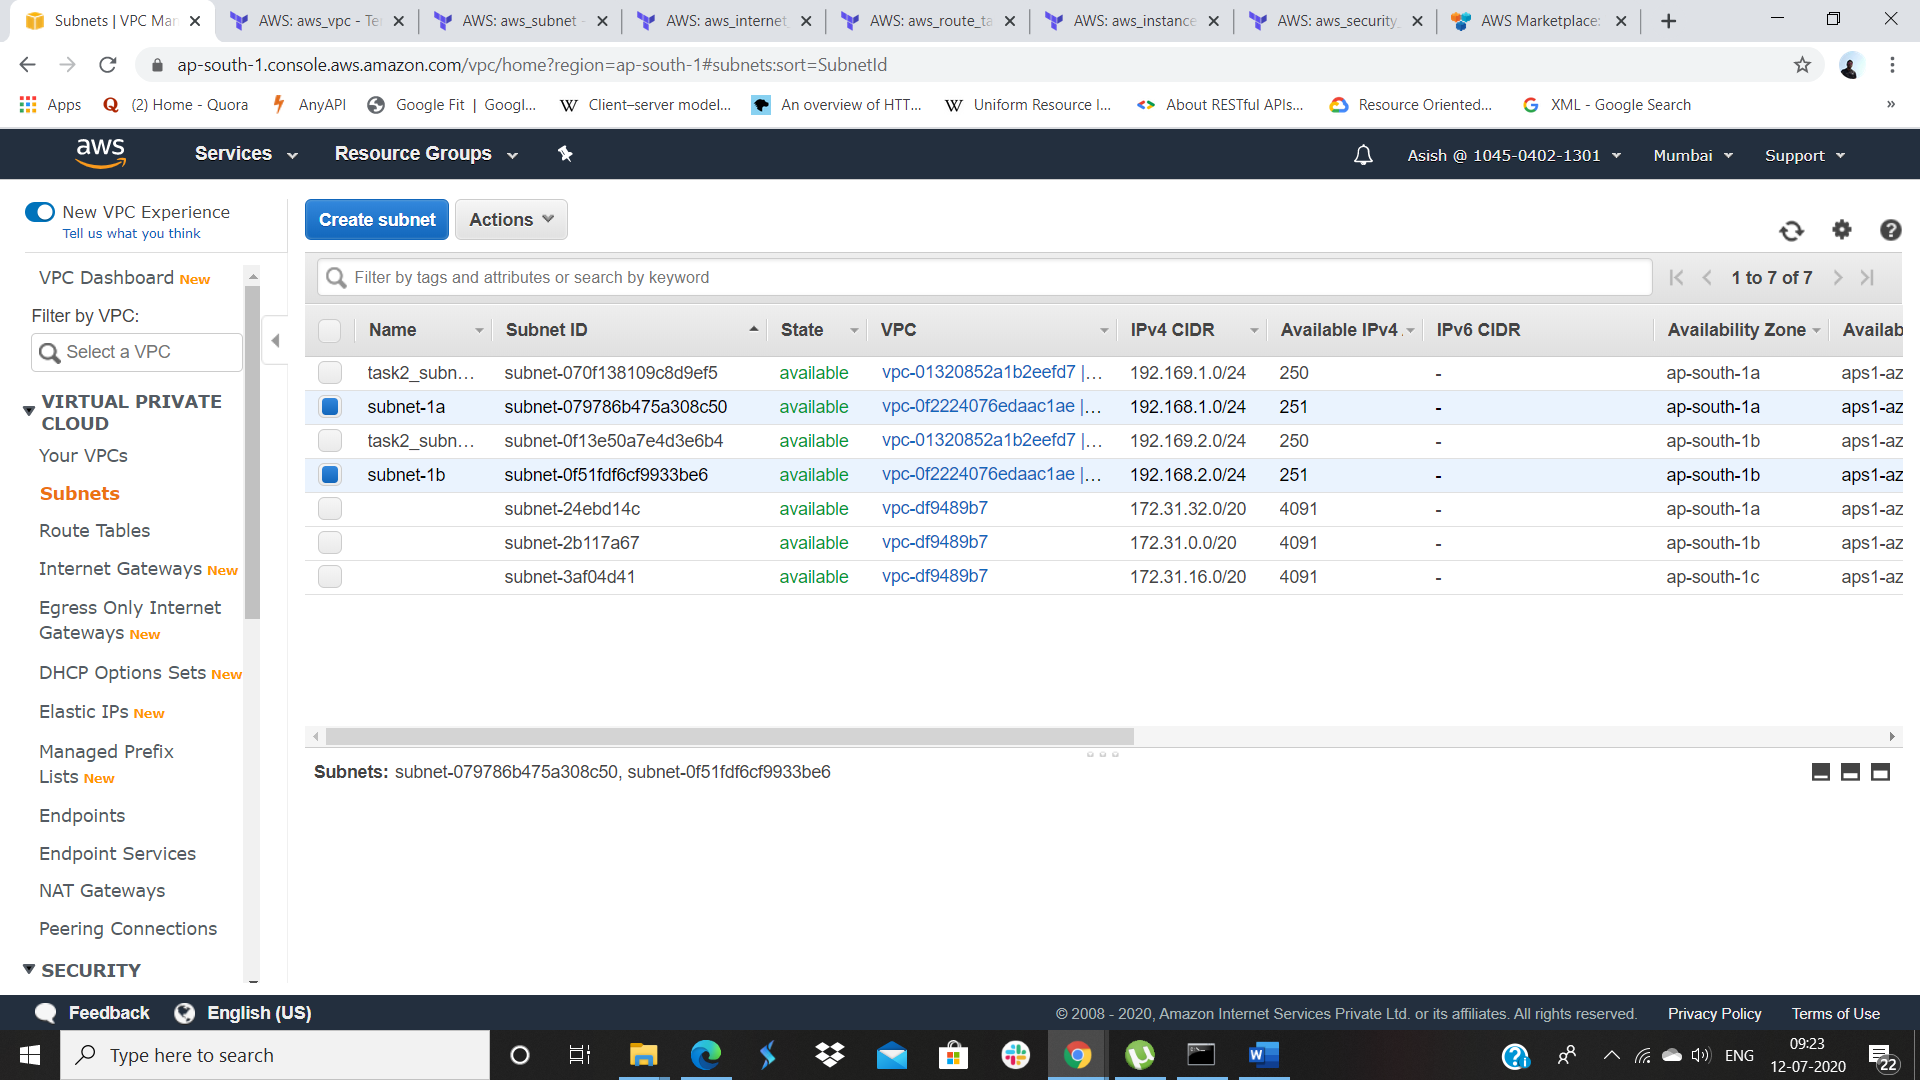 Subnets | VPC Man
AWS: aws_vpc - Te
AWS: aws_subnet -
AWS: aws_internet_
AWS: aws_route_ta
AWS: aws_instance
AWS: aws_security_
AWS Marketplace:
ap-south-1.console.aws.amazon.com/vpc/home?region=ap-south-1#subnets:sort=SubnetId
Apps
(2) Home - Quora
AnyAPI
Google Fit | Googl...
Client–server model...
An overview of HTT...
Uniform Resource I...
About RESTful APIs...
Resource Oriented...
XML - Google Search
»
aws
Services
Resource Groups
Asish @ 1045-0402-1301
Mumbai
Support
New VPC Experience
Tell us what you think
VPC Dashboard New
Filter by VPC:
Select a VPC
VIRTUAL PRIVATE
CLOUD
Your VPCs
Subnets
Route Tables
Internet Gateways New
Egress Only Internet
Gateways New
DHCP Options Sets New
Elastic IPs New
Managed Prefix
Lists New
Endpoints
Endpoint Services
NAT Gateways
Peering Connections
SECURITY
Create subnet
Actions
Filter by tags and attributes or search by keyword
1 to 7 of 7
Name Subnet ID State VPC IPv4 CIDR Available IPv4 . IPv6 CIDR Availability Zone Availab
task2_subn... subnet-070f138109c8d9ef5 available vpc-01320852a1b2eefd7 |... 192.169.1.0/24 250 - ap-south-1a aps1-az
subnet-1a subnet-079786b475a308c50 available vpc-0f2224076edaac1ae |... 192.168.1.0/24 251 - ap-south-1a aps1-az
task2_subn... subnet-0f13e50a7e4d3e6b4 available vpc-01320852a1b2eefd7 |... 192.169.2.0/24 250 - ap-south-1b aps1-az
subnet-1b subnet-0f51fdf6cf9933be6 available vpc-0f2224076edaac1ae |... 192.168.2.0/24 251 - ap-south-1b aps1-az
subnet-24ebd14c available vpc-df9489b7 172.31.32.0/20 4091 - ap-south-1a aps1-az
subnet-2b117a67 available vpc-df9489b7 172.31.0.0/20 4091 - ap-south-1b aps1-az
subnet-3af04d41 available vpc-df9489b7 172.31.16.0/20 4091 - ap-south-1c aps1-az
Subnets: subnet-079786b475a308c50, subnet-0f51fdf6cf9933be6
Feedback
English (US)
© 2008 - 2020, Amazon Internet Services Private Ltd. or its affiliates. All rights reserved.
Privacy Policy
Terms of Use
Type here to search
ENG
09:23
12-07-2020
22